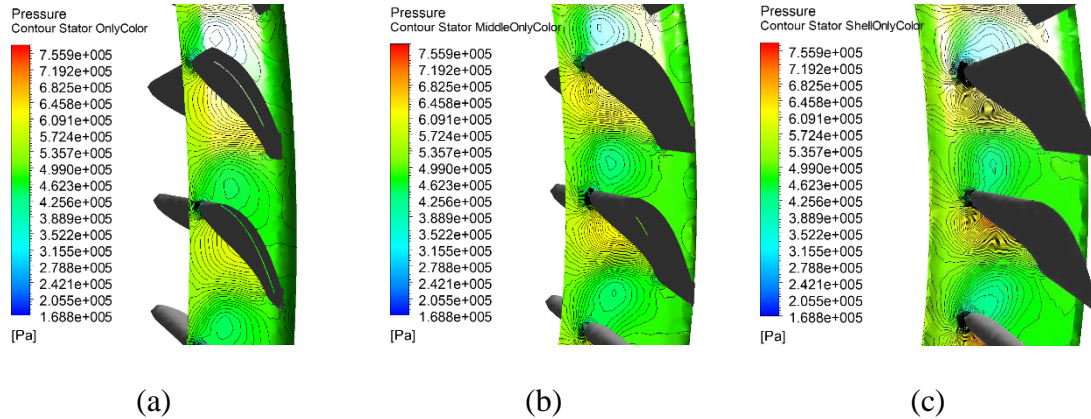 Pressure
Contour Stator OnlyColor
7.559e+005
7.192e+005
6.825e+005
6.458e+005
6.091e+005
5.724e+005
5.357e+005
4.990e+005
4.623e+005
4.256e+005
3.889e+005
3.522e+005
3.155e+005
2.788e+005
2.421e+005
2.055e+005
1.688e+005
[Pa]
(a)
Pressure
Contour Stator MiddleOnlyColor
7.559e+005
7.192e+005
6.825e+005
6.458e+005
6.091e+005
5.724e+005
5.357e+005
4.990e+005
4.623e+005
4.256e+005
3.889e+005
3.522e+005
3.155e+005
2.788e+005
2.421e+005
2.055e+005
1.688e+005
[Pa]
(b)
Pressure
Contour Stator ShellOnlyColor
7.559e+005
7.192e+005
6.825e+005
6.458e+005
6.091e+005
5.724e+005
5.357e+005
4.990e+005
4.623e+005
4.256e+005
3.889e+005
3.522e+005
3.155e+005
2.788e+005
2.421e+005
2.055e+005
1.688e+005
[Pa]
(c)